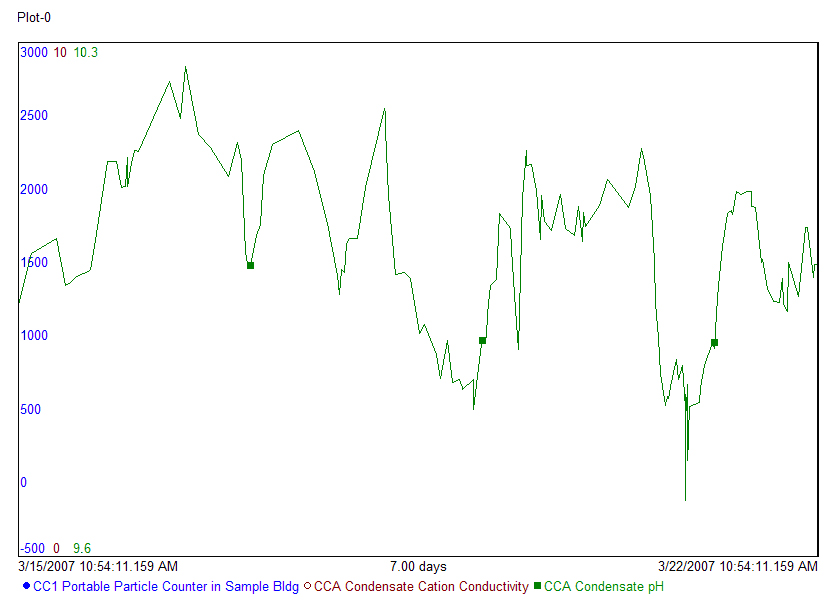 Plot-0
3000 10 10.3
2500
2000
1500
1000
500
0
-500 0 9.6
3/15/2007 10:54:11.159 AM 7.00 days 3/22/2007 10:54:11.159 AM
CC1 Portable Particle Counter in Sample Bldg CCA Condensate Cation Conductivity CCA Condensate pH